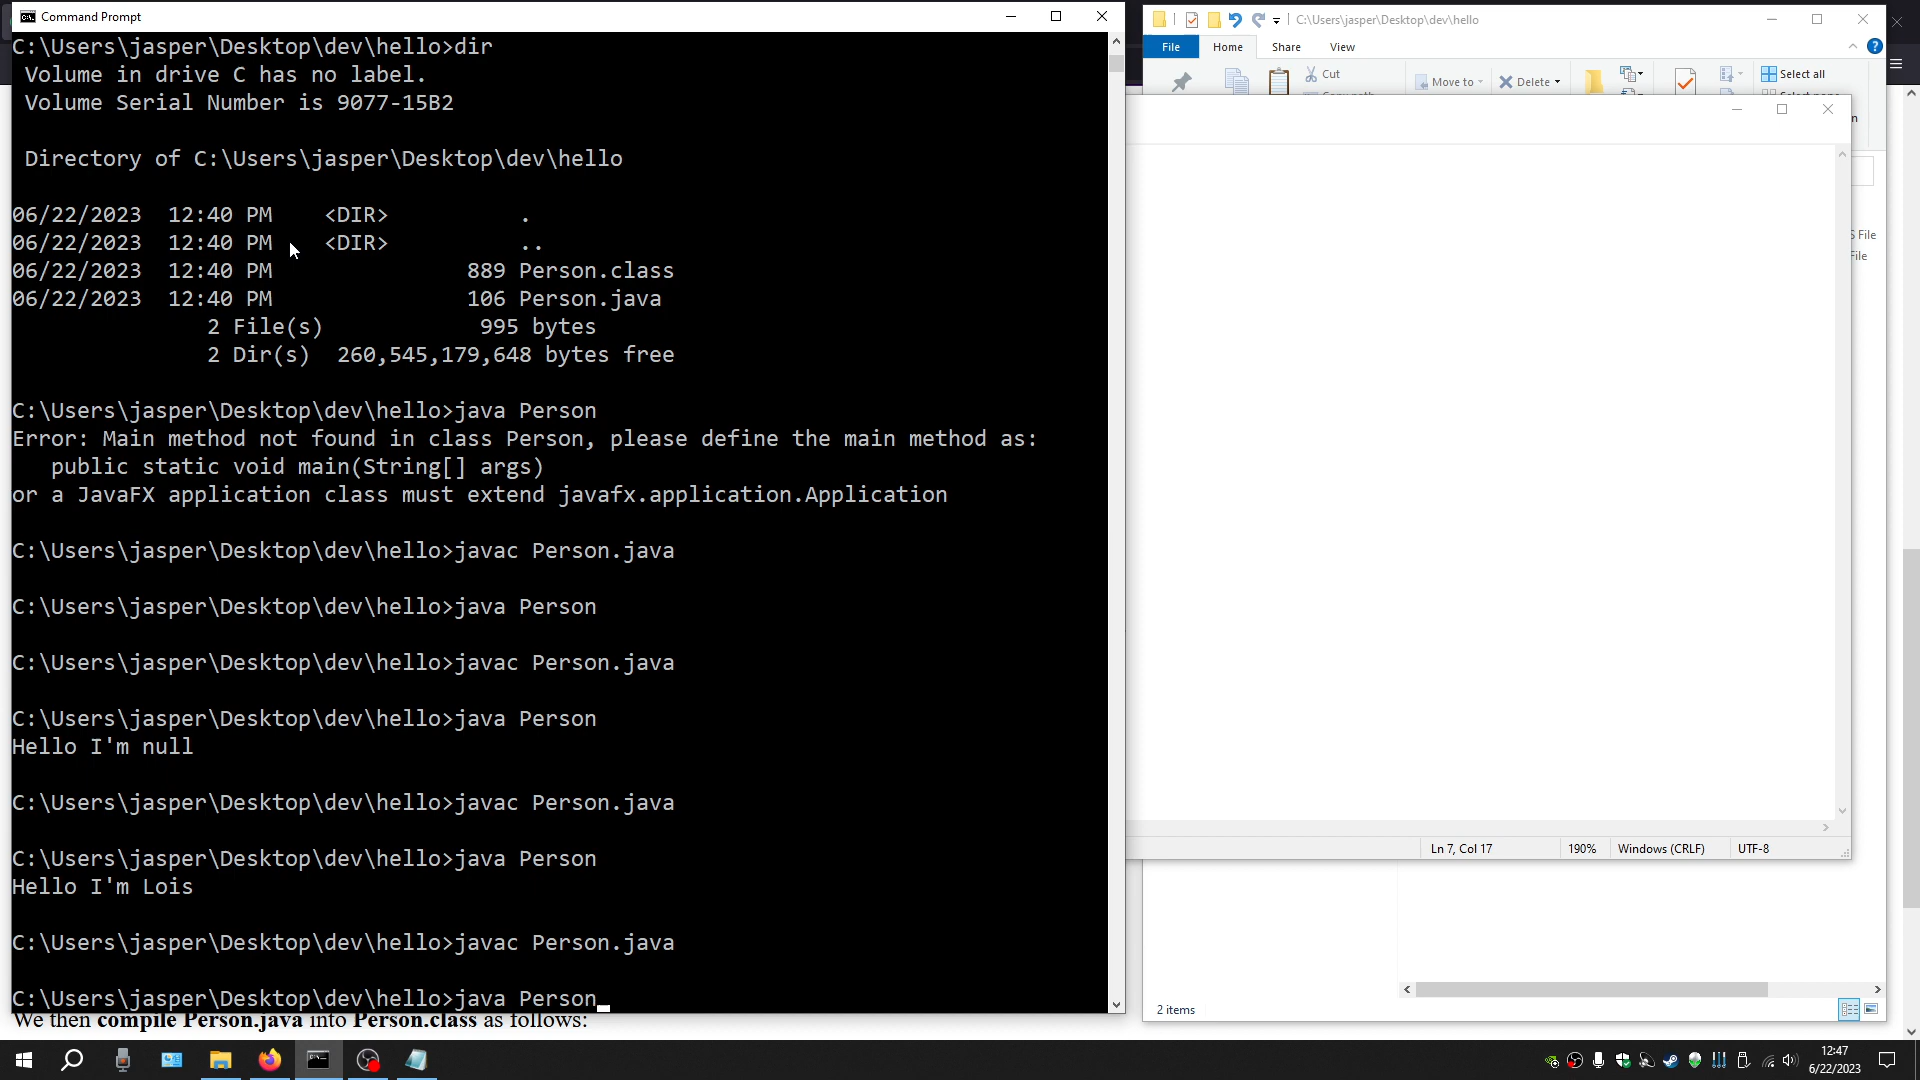 Command Prompt
C:\Users\jasper\Desktop\dev\hello>dir
Volume in drive C has no label.
Volume Serial Number is 9077-15B2
Directory of C:\Users\jasper\Desktop\dev\hello
06/22/2023  12:40 PM    <DIR>          .
06/22/2023  12:40 PM    <DIR>          ..
06/22/2023  12:40 PM               889 Person.class
06/22/2023  12:40 PM               106 Person.java
2 File(s)            995 bytes
2 Dir(s)  260,545,179,648 bytes free
C:\Users\jasper\Desktop\dev\hello>java Person
Error: Main method not found in class Person, please define the main method as:
public static void main(String[] args)
or a JavaFX application class must extend javafx.application.Application
C:\Users\jasper\Desktop\dev\hello>javac Person.java
C:\Users\jasper\Desktop\dev\hello>java Person
C:\Users\jasper\Desktop\dev\hello>javac Person.java
C:\Users\jasper\Desktop\dev\hello>java Person
Hello I'm null
C:\Users\jasper\Desktop\dev\hello>javac Person.java
C:\Users\jasper\Desktop\dev\hello>java Person
Hello I'm Lois
C:\Users\jasper\Desktop\dev\hello>javac Person.java
C:\Users\jasper\Desktop\dev\hello>java Person_
We then compile Person.java into Person.class as follows:
C:\Users\jasper\Desktop\dev\hello
File Home Share View
Cut
Move to Delete Select all
S File
File
Ln 7, Col 17 190% Windows (CRLF) UTF-8
2 items
12:47
6/22/2023